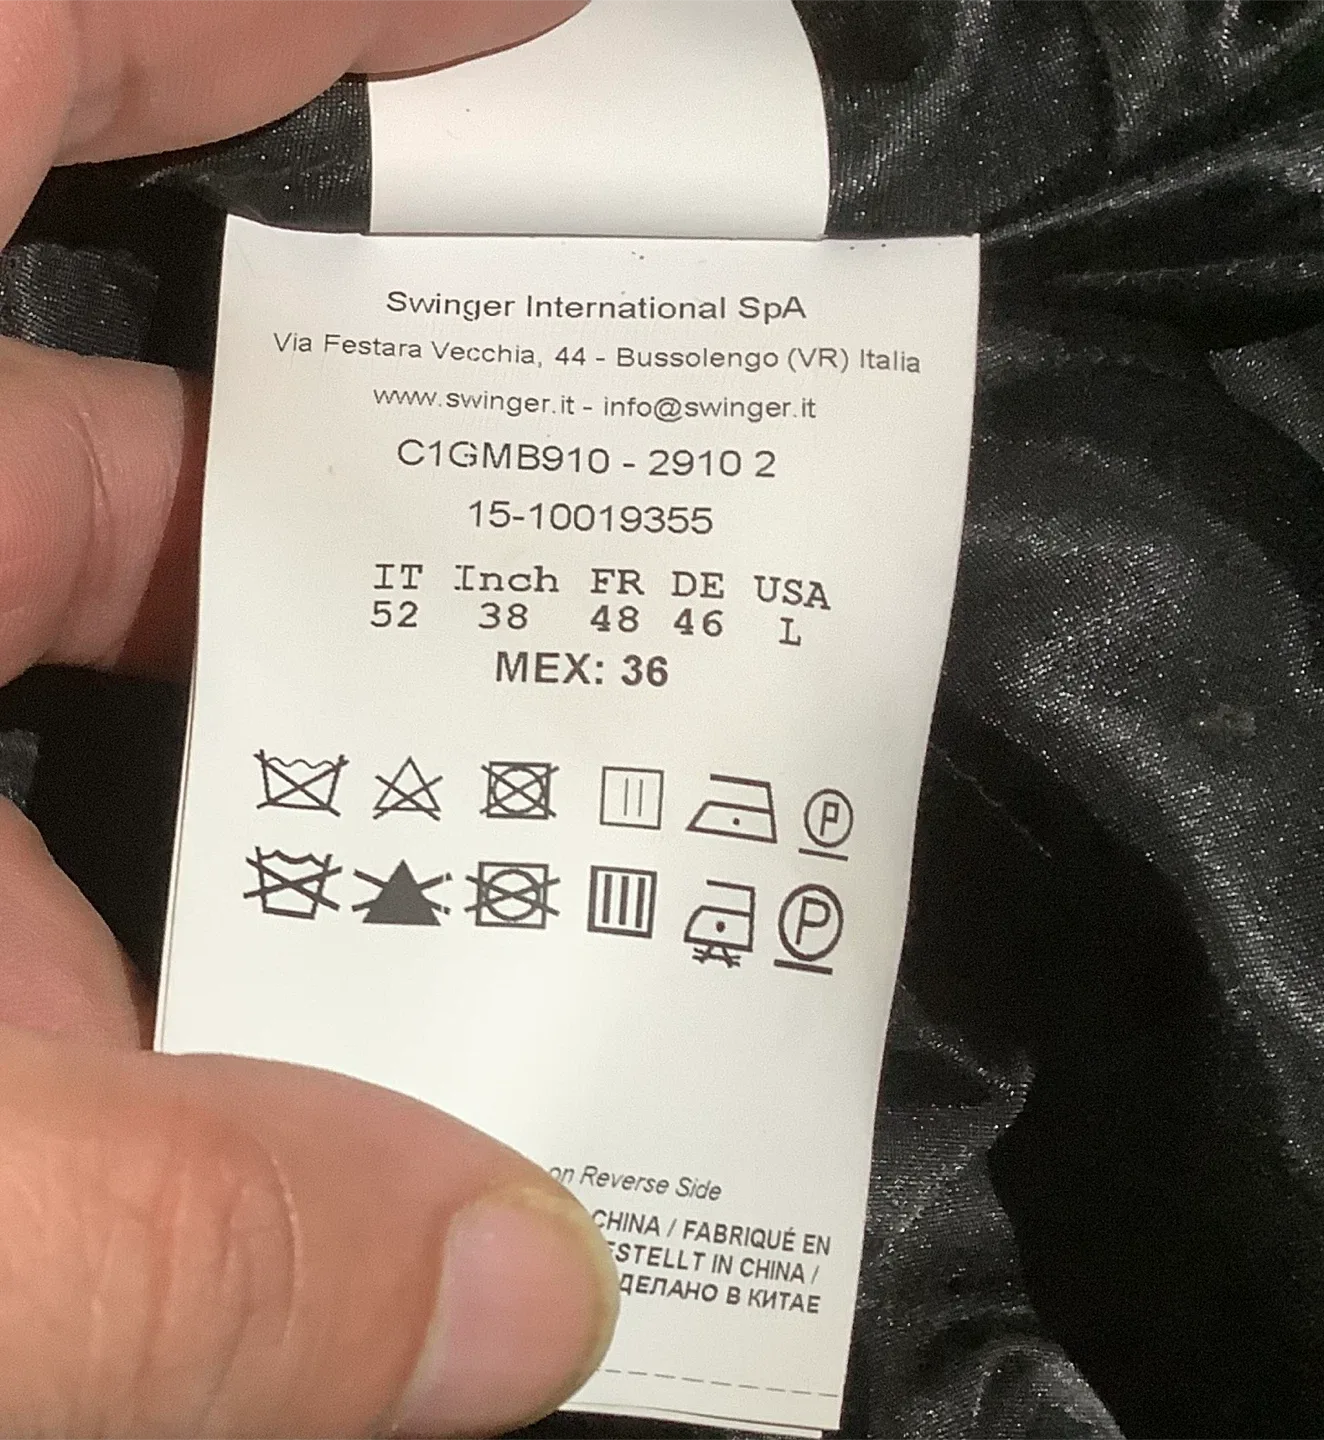 Swinger International SpA
Via Festara Vecchia, 44 - Bussolengo (VR) Italia
www.swinger.it - info@swinger.it
C1GMB910 - 2910 2
15-10019355
IT Inch FR DE USA
52 38 48 46 L
MEX: 36
P
P
on Reverse Side
CHINA / FABRIQUÉ EN
IN CHINA /
В КИТАЕ